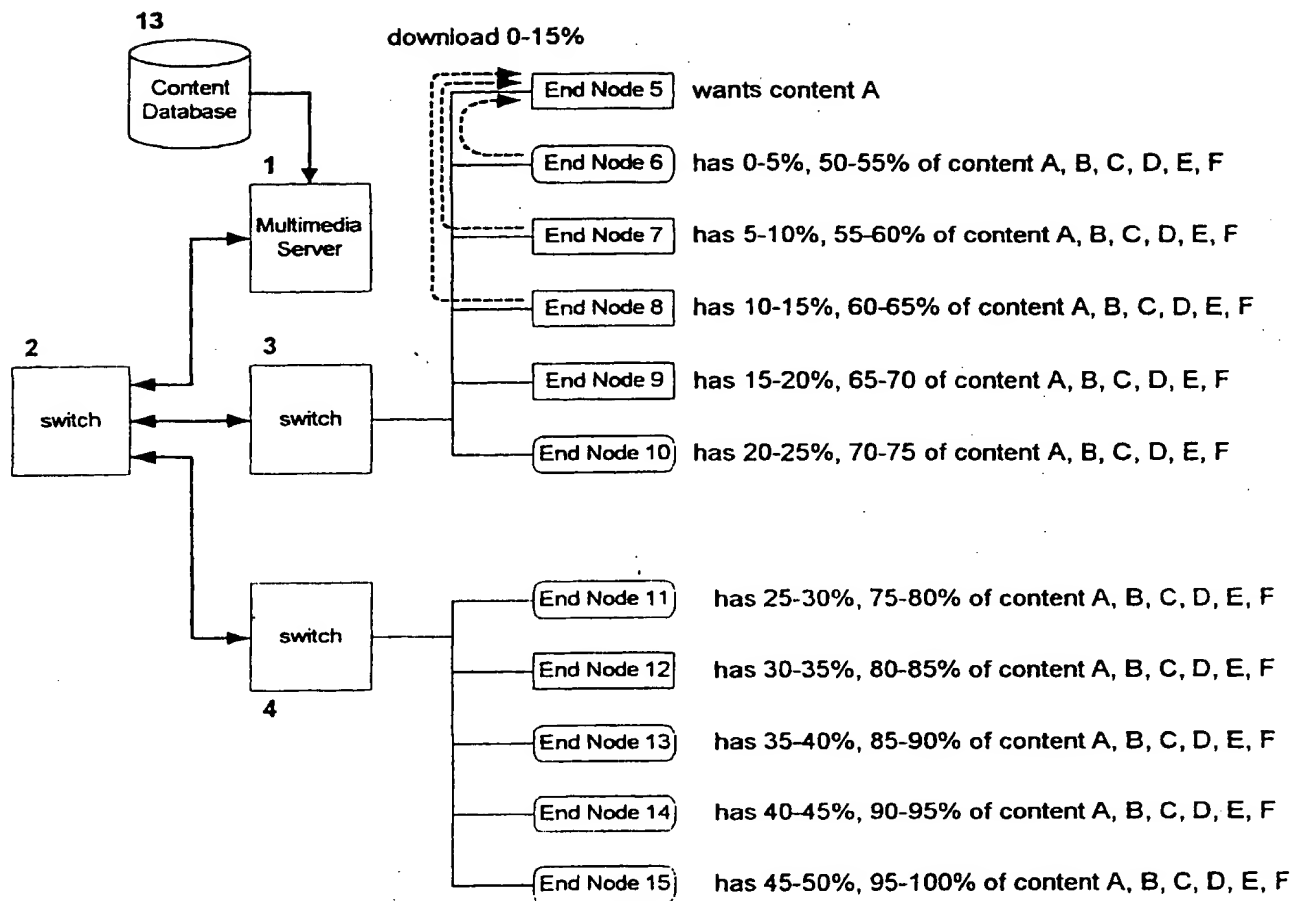 13
download 0-15%
Content
Database
End Node 5 wants content A
1
End Node 6 has 0-5%, 50-55% of content A, B, C, D, E, F
Multimedia
Server
End Node 7 has 5-10%, 55-60% of content A, B, C, D, E, F
End Node 8 has 10-15%, 60-65% of content A, B, C, D, E, F
2
3
End Node 9 has 15-20%, 65-70 of content A, B, C, D, E, F
switch
switch
End Node 10 has 20-25%, 70-75 of content A, B, C, D, E, F
End Node 11 has 25-30%, 75-80% of content A, B, C, D, E, F
switch
End Node 12 has 30-35%, 80-85% of content A, B, C, D, E, F
4
End Node 13 has 35-40%, 85-90% of content A, B, C, D, E, F
End Node 14 has 40-45%, 90-95% of content A, B, C, D, E, F
End Node 15 has 45-50%, 95-100% of content A, B, C, D, E, F